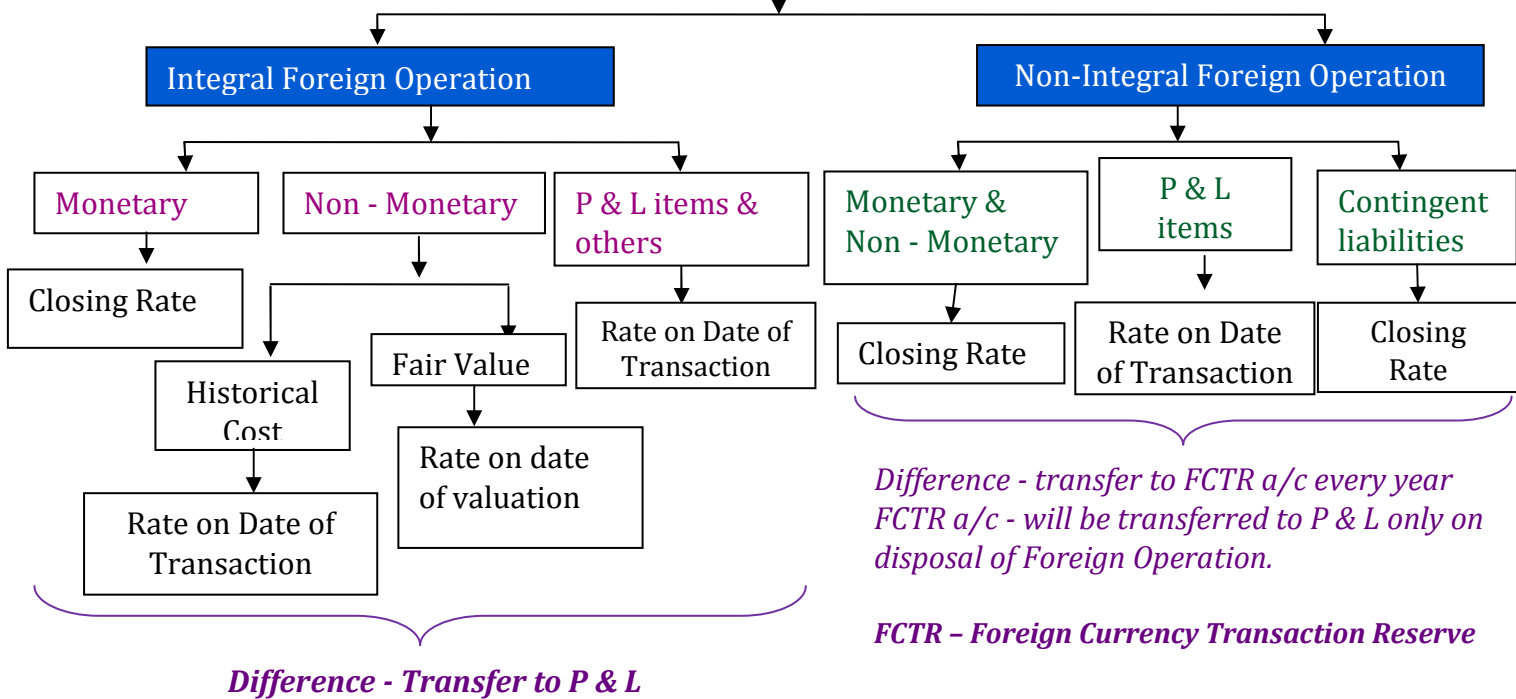 Integral Foreign Operation
Non-Integral Foreign Operation
Monetary
Non - Monetary
P & L items &
others
Closing Rate
Historical
Cost
Fair Value
Rate on Date of
Transaction
Rate on Date of
Transaction
Rate on date
of valuation
Difference - Transfer to P & L
Monetary &
Non - Monetary
P & L
items
Contingent
liabilities
Closing Rate
Rate on Date
of Transaction
Closing
Rate
Difference - transfer to FCTR a/c every year
FCTR a/c - will be transferred to P & L only on
disposal of Foreign Operation.
FCTR – Foreign Currency Transaction Reserve